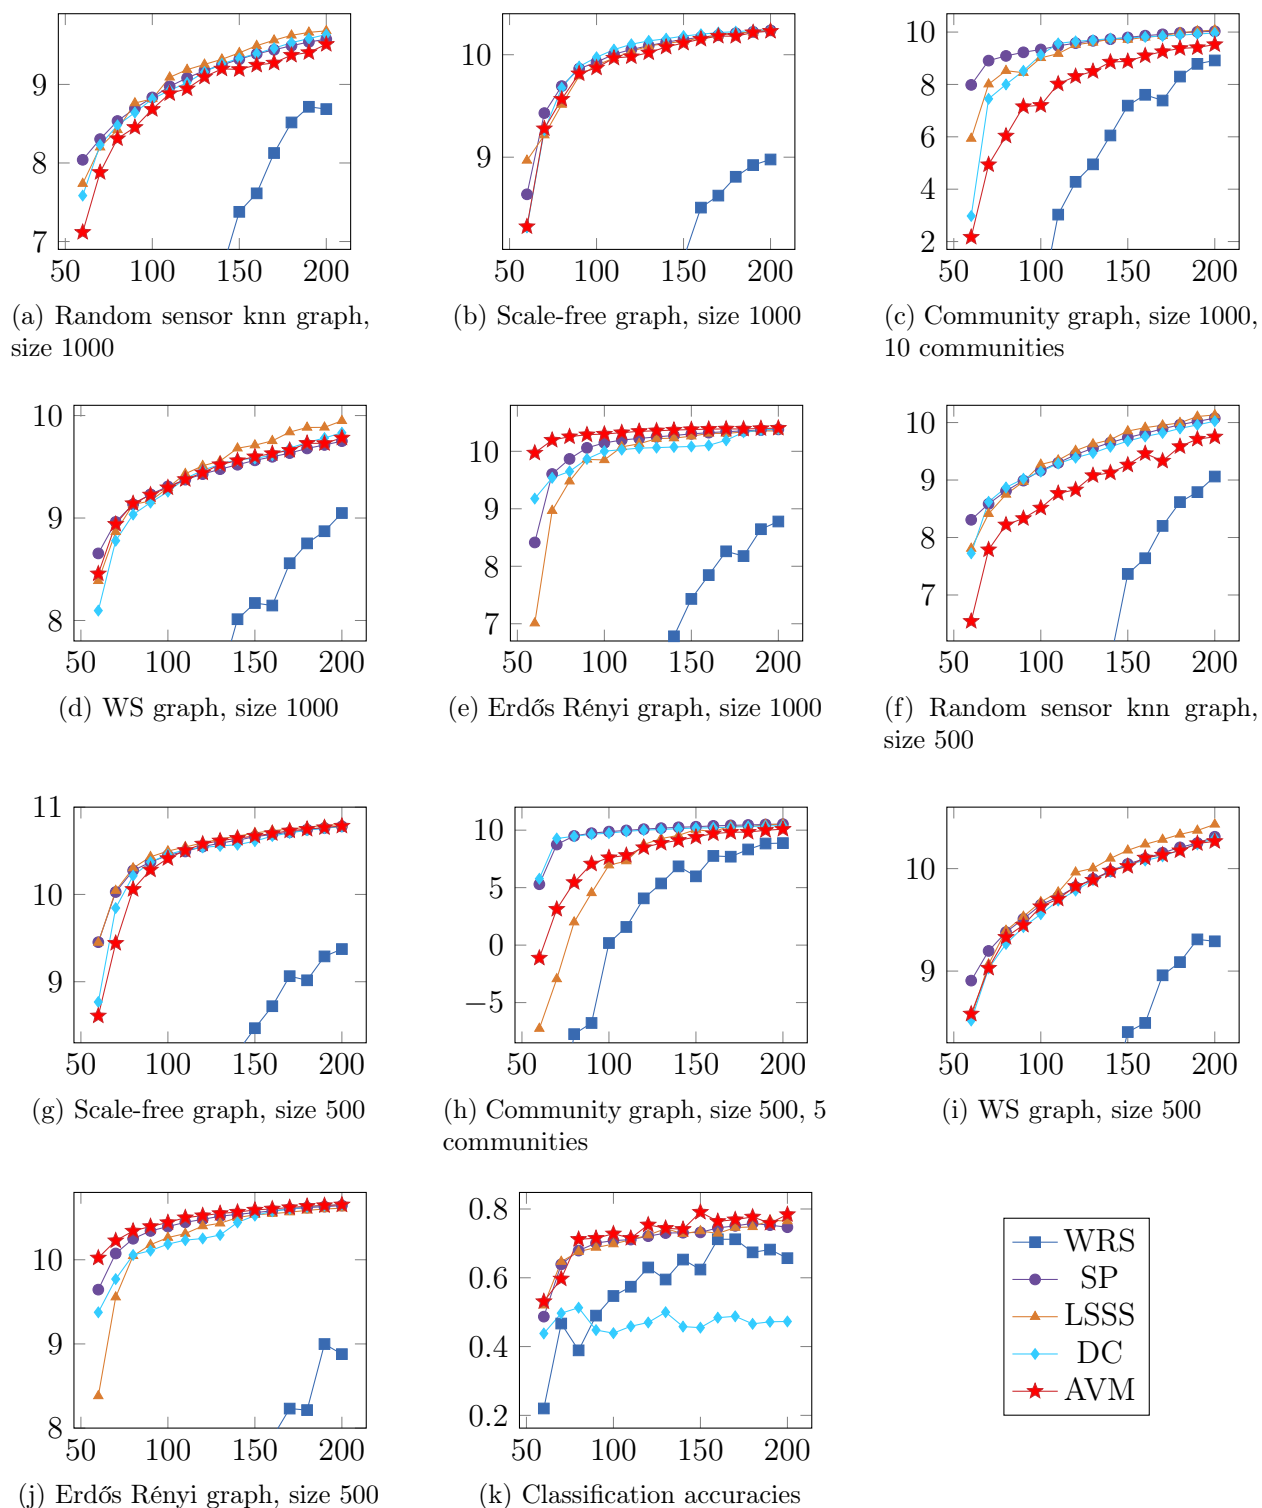 9
8
7
50 100 150 200
(a) Random sensor knn graph,
size 1000
10
9
50 100 150 200
(b) Scale-free graph, size 1000
10
8
6
4
2
50 100 150 200
(c) Community graph, size 1000,
10 communities
10
9
8
50 100 150 200
(d) WS graph, size 1000
10
9
8
7
50 100 150 200
(e) Erdős Rényi graph, size 1000
10
9
8
7
50 100 150 200
(f) Random sensor knn graph,
size 500
11
10
9
50 100 150 200
(g) Scale-free graph, size 500
10
5
0
−5
50 100 150 200
(h) Community graph, size 500, 5
communities
10
9
50 100 150 200
(i) WS graph, size 500
10
9
8
50 100 150 200
(j) Erdős Rényi graph, size 500
0.8
0.6
0.4
0.2
50 100 150 200
(k) Classification accuracies
WRS
SP
LSSS
DC
AVM